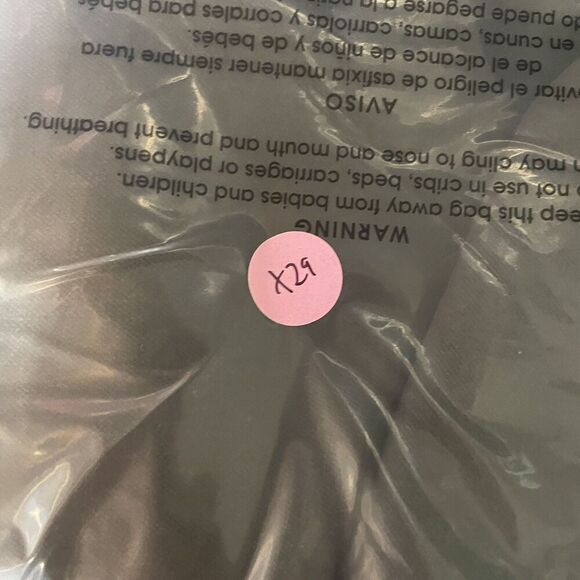 X29
WARNING
eep this bag away from babies and children.
not use in cribs, beds, carriages or playpens.
may cling to nose and mouth and prevent breathing.
AVISO
vitar el peligro de asfixia mantener siempre fuera
de el alcance de niños y de bebés.
en cunas, camas, carriolas y corrales para bebés
puede pegarse a la